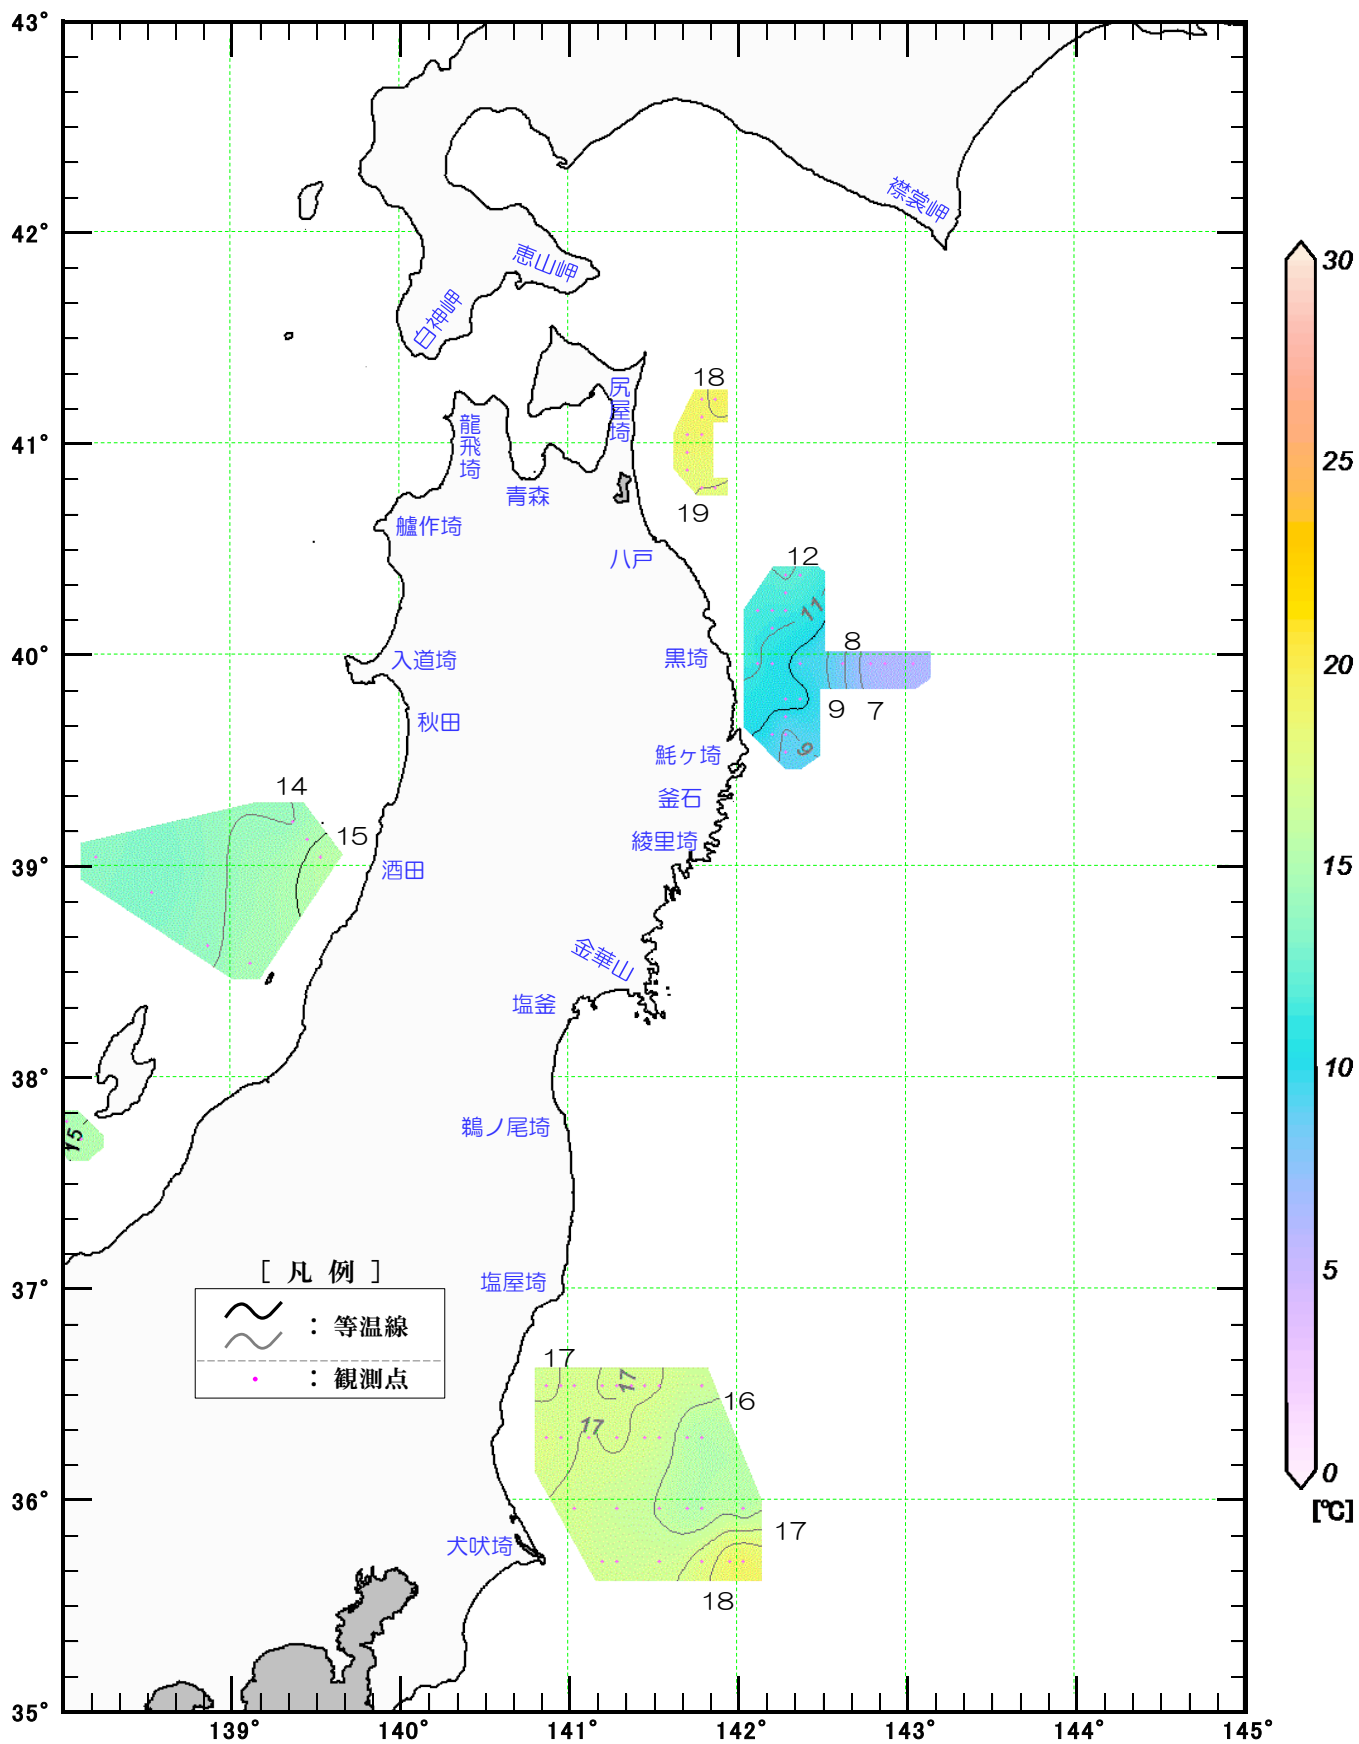 43°
襟裳岬
42°
恵山岬
30
白神岬
18
尻屋埼
龍飛埼
41°
25
青森
19
艫作埼
八戸
12
11
8
40°
入道埼
黒埼
20
9
7
秋田
魹ヶ埼
9
14
釜石
15
綾里埼
39°
酒田
15
金華山
塩釜
38°
10
鵜ノ尾埼
15
[ 凡 例 ]
5
37°
塩屋埼
：等温線
17
17
：観測点
16
17
0
36°
[℃]
17
犬吠埼
18
35°
139°
140°
141°
142°
143°
144°
145°